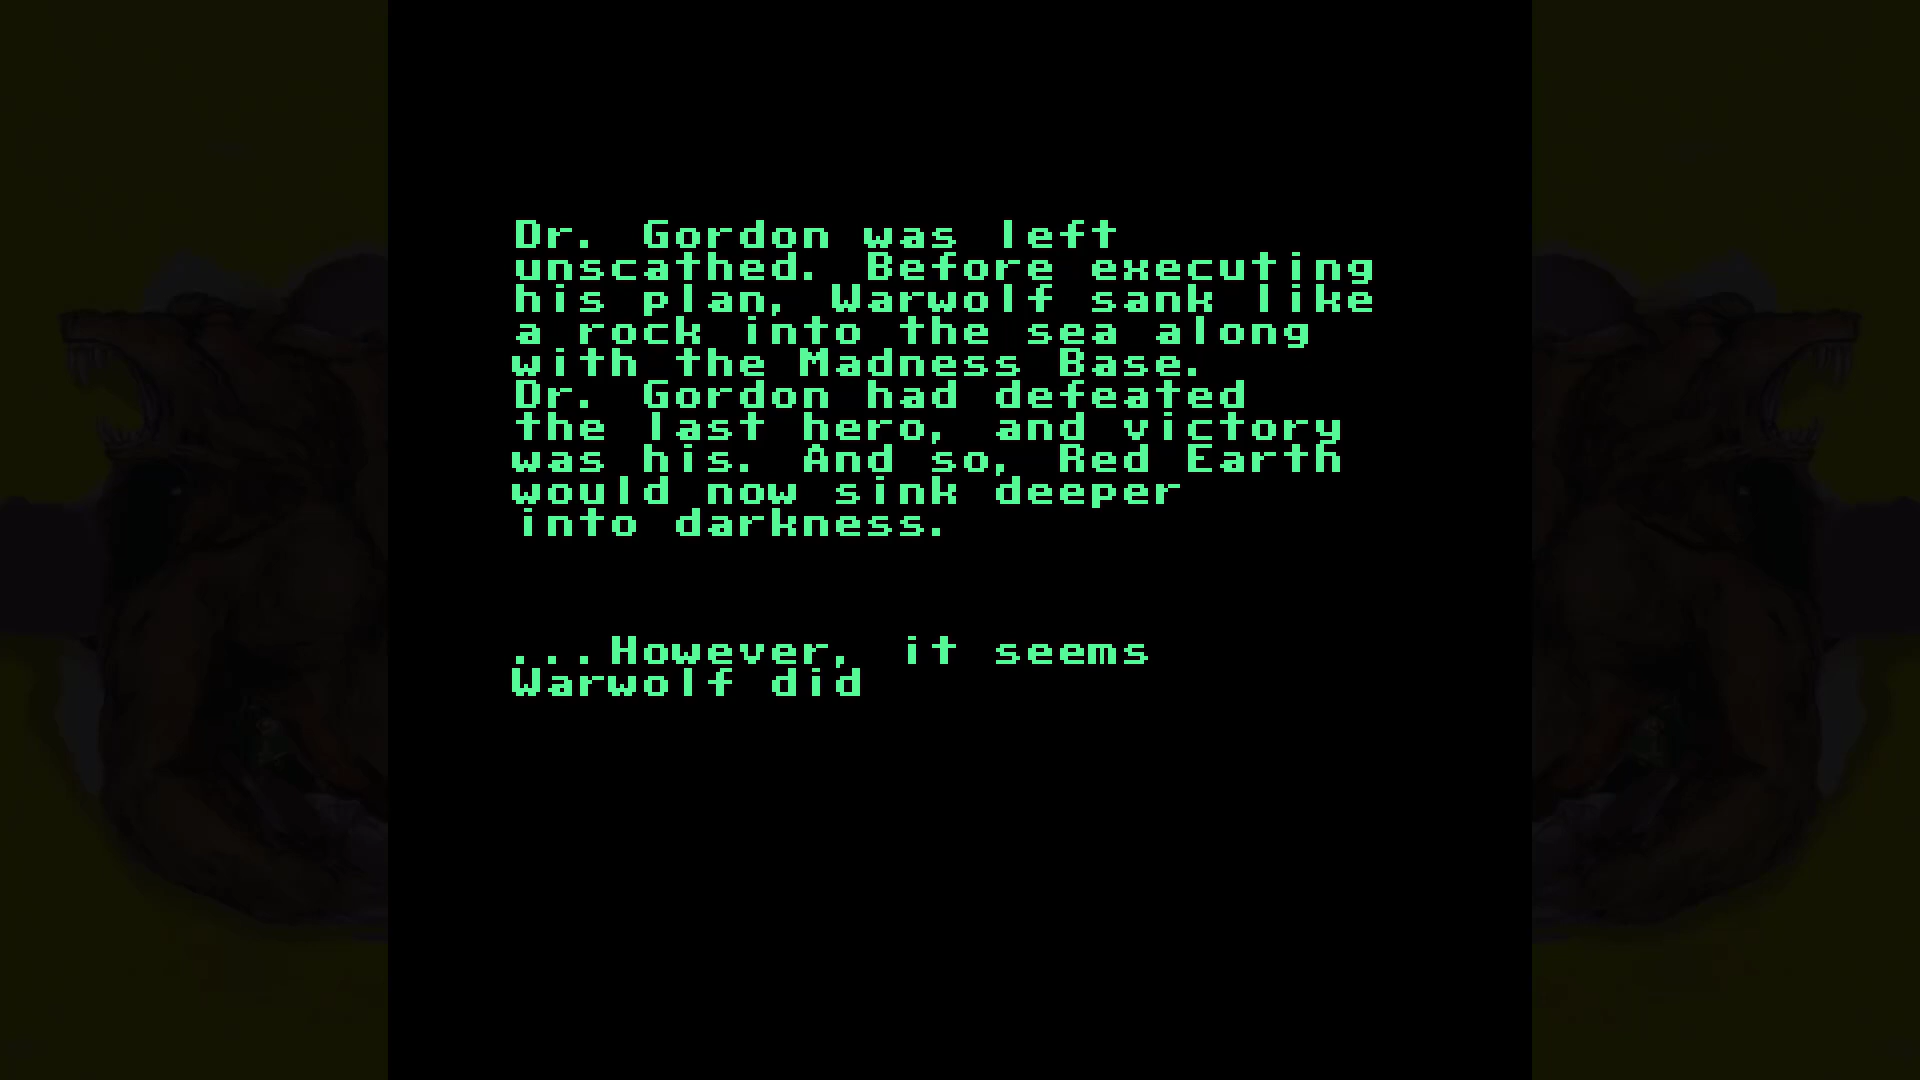 Dr. Gordon was left
unscathed. Before executing
his plan, Warwolf sank like
a rock into the sea along
with the Madness Base.
Dr. Gordon had defeated
the last hero, and victory
was his. And so, Red Earth
would now sink deeper
into darkness.
...However, it seems
Warwolf did